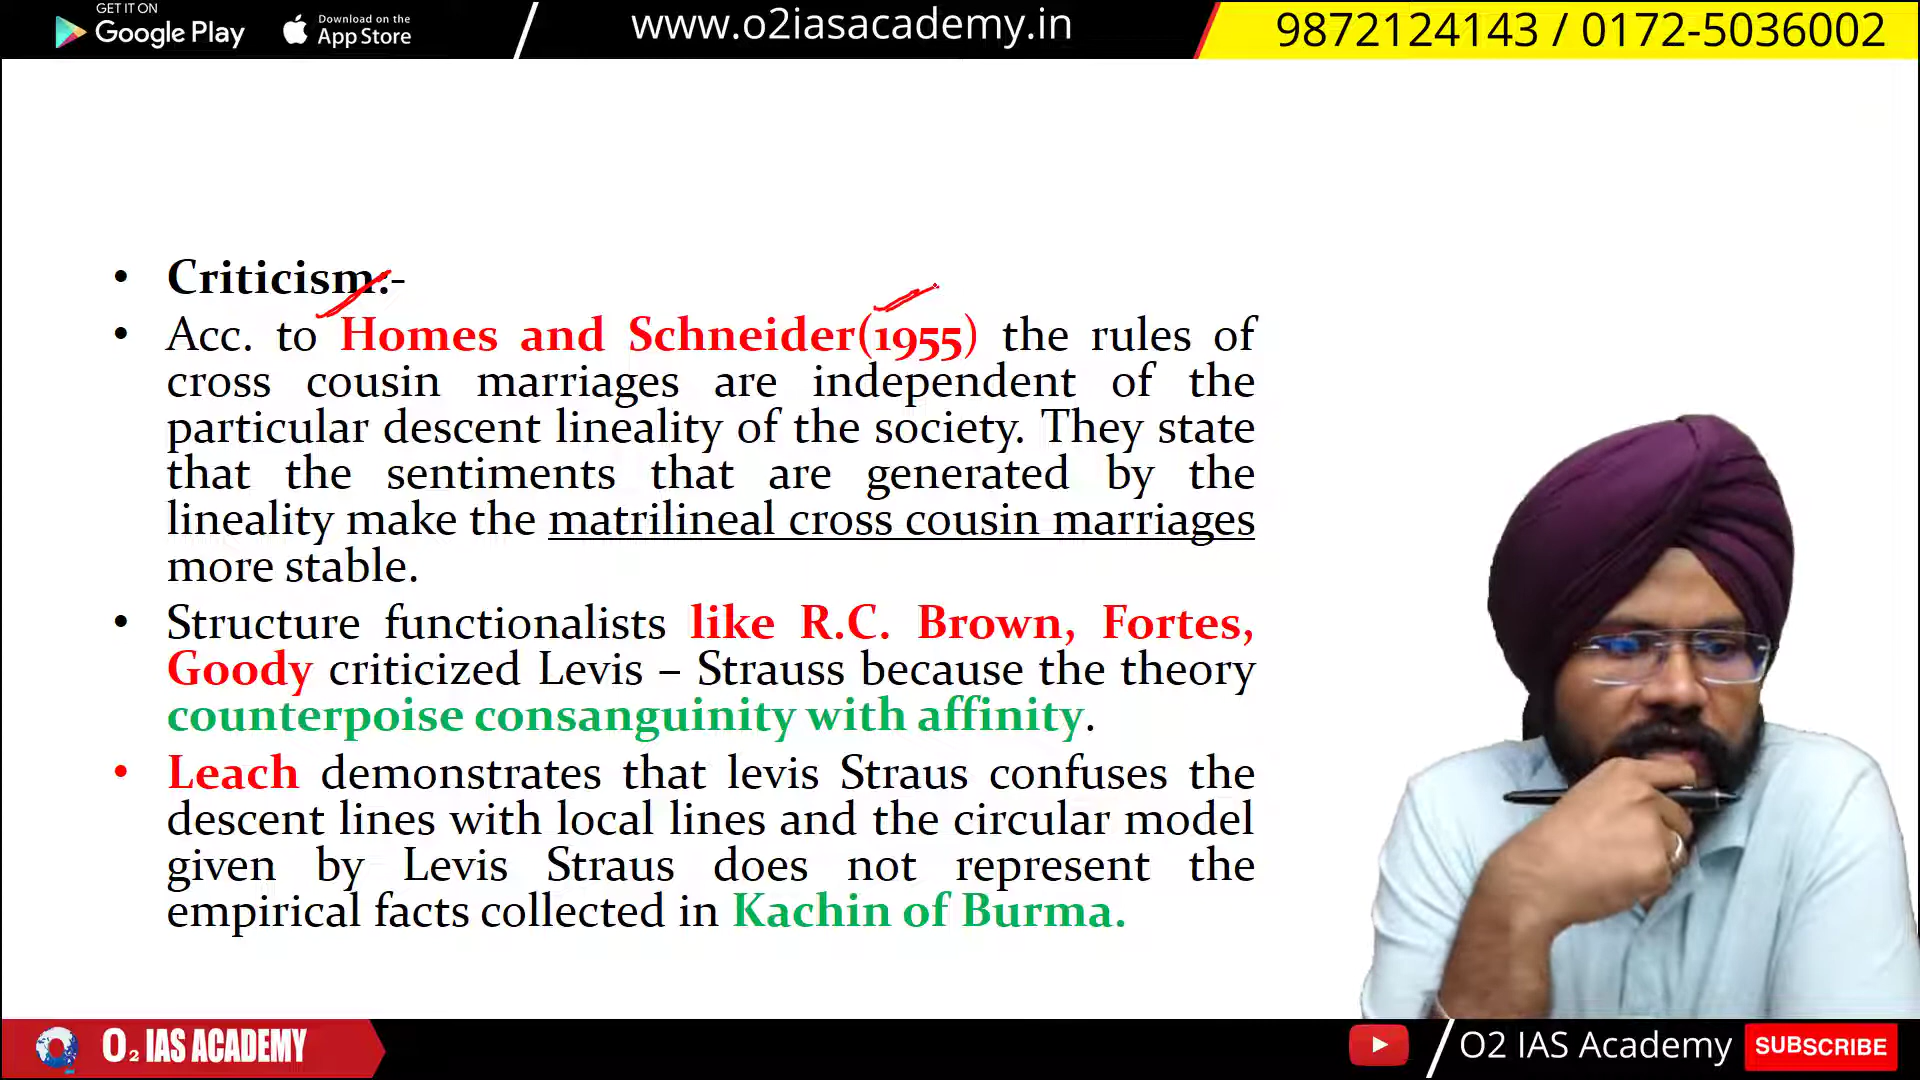 GET IT ON
Google Play
Download on the
App Store
www.o2iasacademy.in
9872124143 / 0172-5036002
• Criticism:-
• Acc. to Homes and Schneider(1955) the rules of
cross cousin marriages are independent of the
particular descent lineality of the society. They state
that the sentiments that are generated by the
lineality make the matrilineal cross cousin marriages
more stable.
• Structure functionalists like R.C. Brown, Fortes,
Goody criticized Levis – Strauss because the theory
counterpoise consanguinity with affinity.
• Leach demonstrates that levis Straus confuses the
descent lines with local lines and the circular model
given by Levis Straus does not represent the
empirical facts collected in Kachin of Burma.
O2 IAS ACADEMY
O2 IAS Academy
SUBSCRIBE